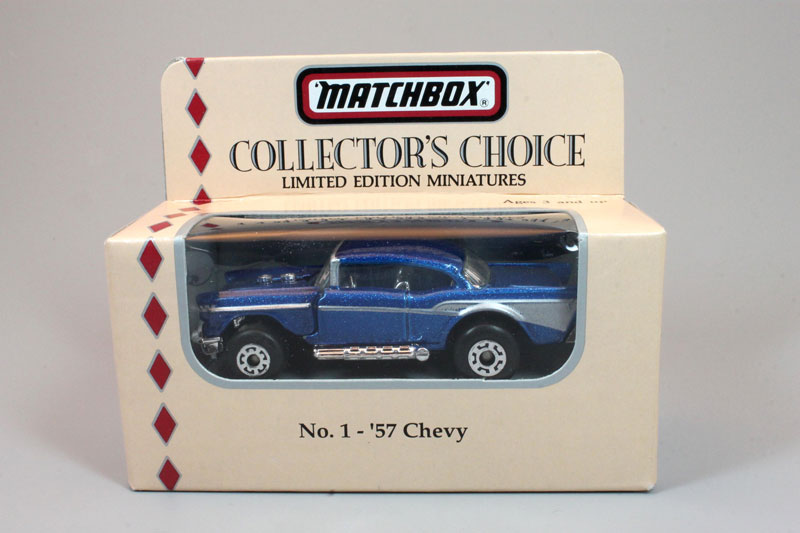 MATCHBOX®
COLLECTOR'S CHOICE
LIMITED EDITION MINIATURES
Ages 3 and up
No. 1 - '57 Chevy